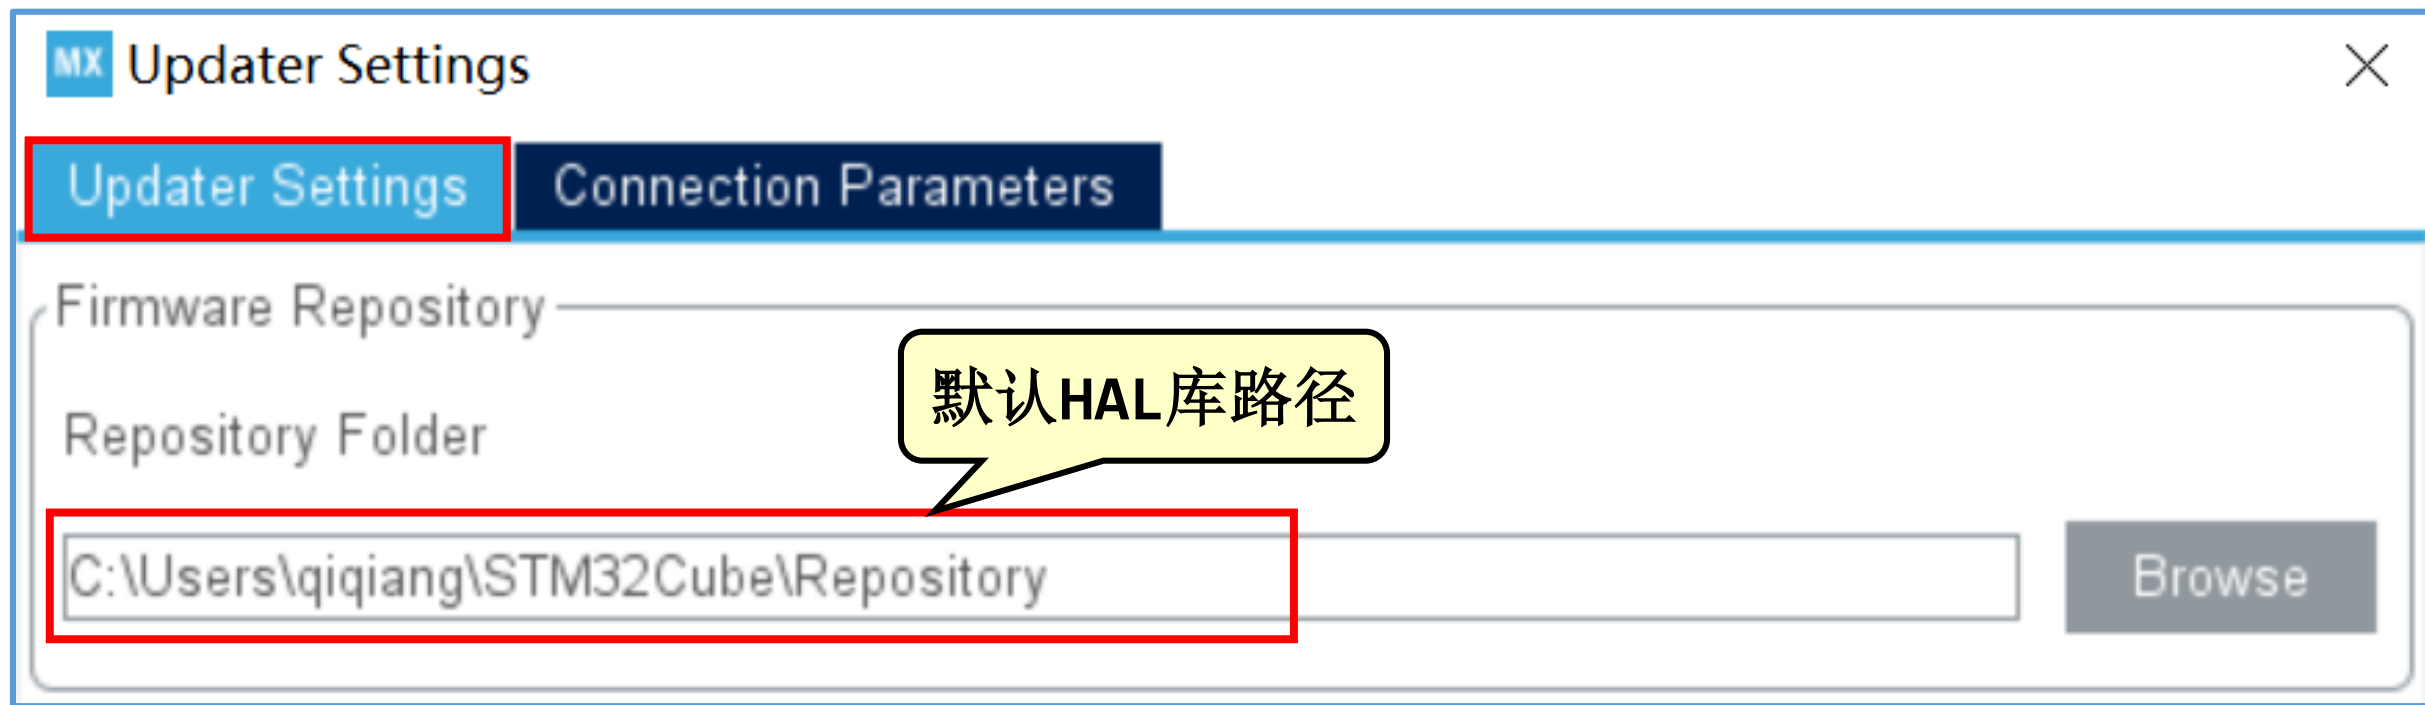 MX Updater Settings
Updater Settings Connection Parameters
Firmware Repository
默认HAL库路径
Repository Folder
C:\Users\qiqiang\STM32Cube\Repository Browse